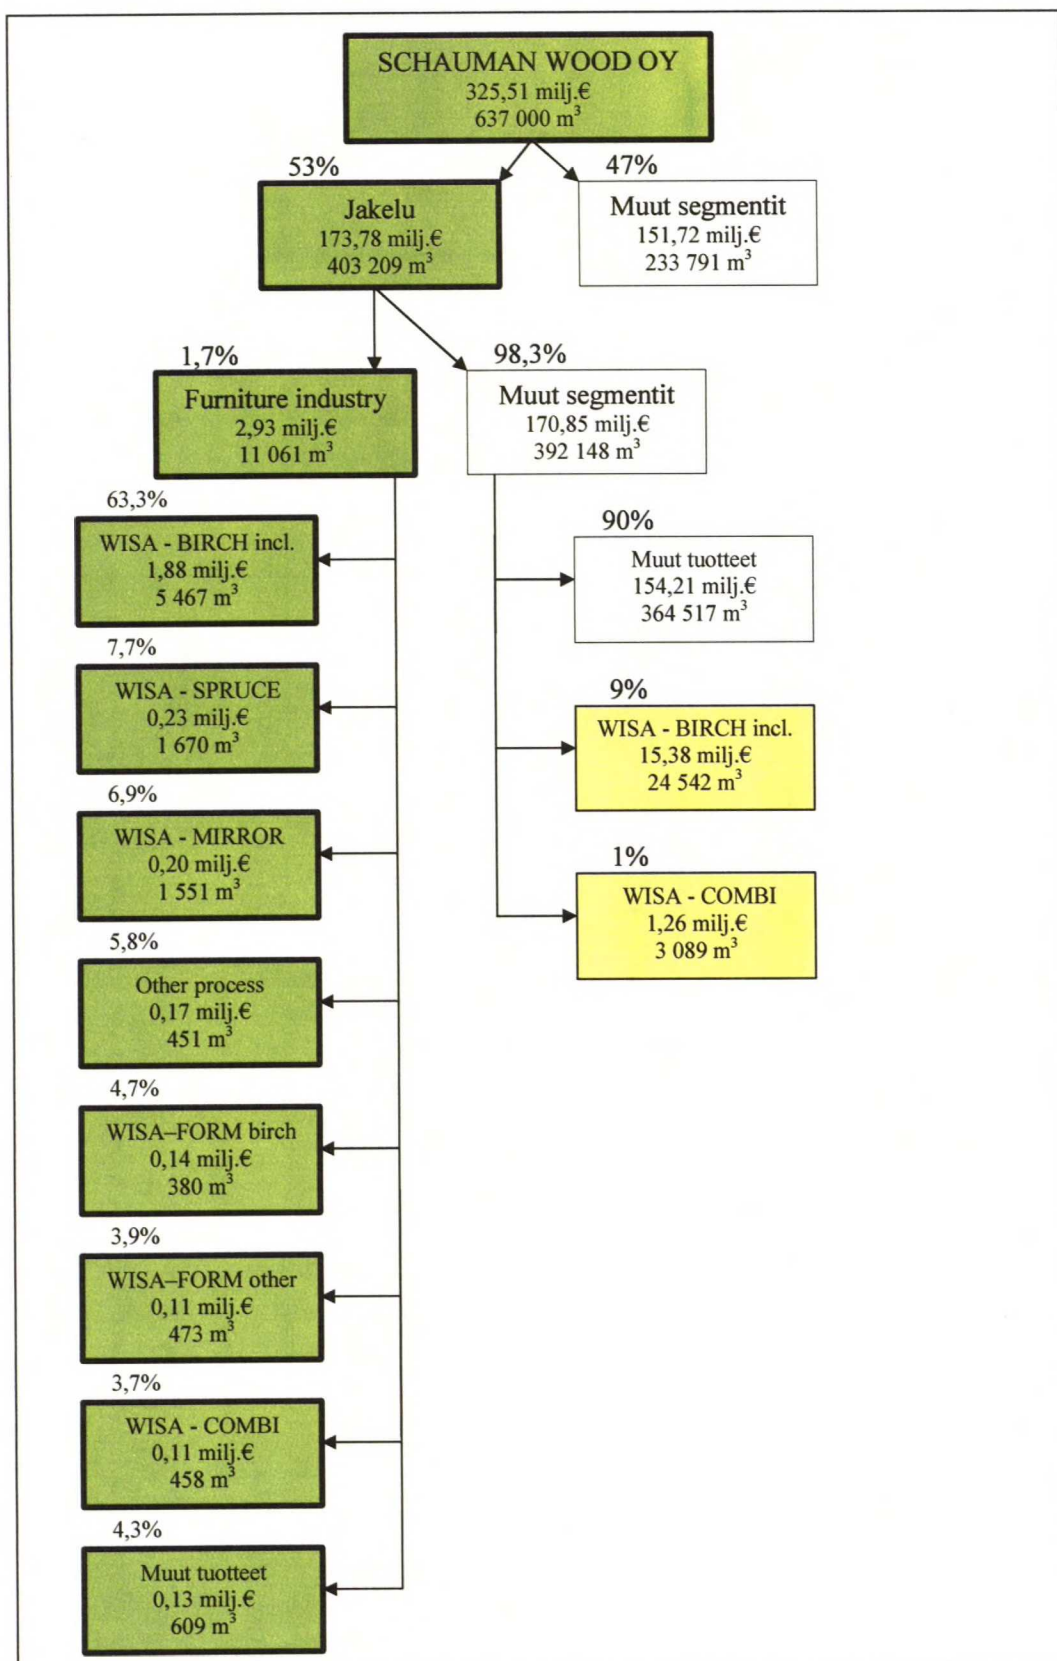 SCHAUMAN WOOD OY
325,51 milj.€
637 000 m³
53%
47%
Jakelu
173,78 milj.€
403 209 m³
Muut segmentit
151,72 milj.€
233 791 m³
1,7%
98,3%
Furniture industry
2,93 milj.€
11 061 m³
Muut segmentit
170,85 milj.€
392 148 m³
63,3%
WISA - BIRCH incl.
1,88 milj.€
5 467 m³
7,7%
WISA - SPRUCE
0,23 milj.€
1 670 m³
6,9%
WISA - MIRROR
0,20 milj.€
1 551 m³
5,8%
Other process
0,17 milj.€
451 m³
4,7%
WISA–FORM birch
0,14 milj.€
380 m³
3,9%
WISA–FORM other
0,11 milj.€
473 m³
3,7%
WISA - COMBI
0,11 milj.€
458 m³
4,3%
Muut tuotteet
0,13 milj.€
609 m³
90%
Muut tuotteet
154,21 milj.€
364 517 m³
9%
WISA - BIRCH incl.
15,38 milj.€
24 542 m³
1%
WISA - COMBI
1,26 milj.€
3 089 m³